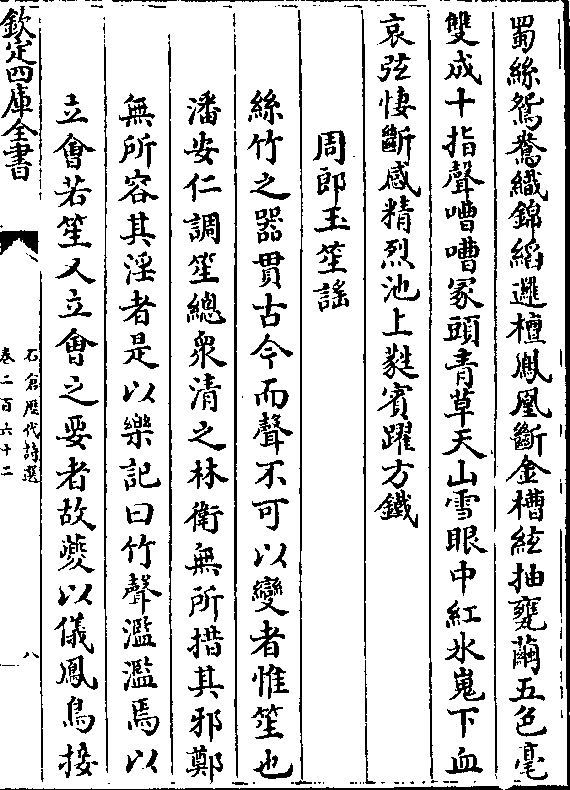 蜀絲鴛鴦織錦縚邏檀鳳凰斷金槽絃抽甕繭五色毫
雙成十指聲嘈嘈冢頭青草天山雪眼中紅氷嵬下血
哀弦悽斷感精烈池上蕤賓躍方鐵
周郎玉笙謠
絲竹之器貫古今而聲不可以變者惟笙也
潘安仁調笙總衆清之林衛無所措其邪鄭
無所容其淫者是以樂記曰竹聲濫濫焉以
立會若笙又立會之要者故夔以儀鳳鳥接
欽定四庫全書
石倉歴代詩選
卷二百六十二
八